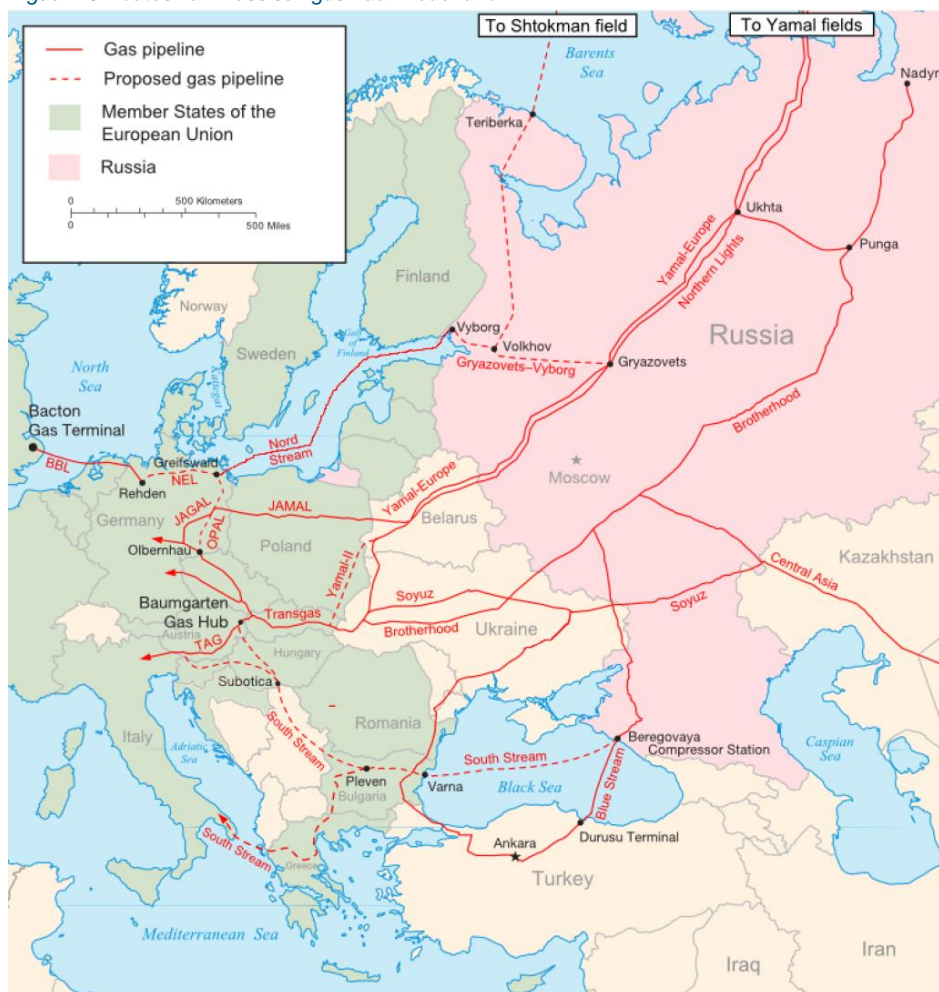 To Shtokman field
To Yamal fields
Gas pipeline
Proposed gas pipeline
Member States of the
European Union
Russia
0 500 Kilometers
0 500 Miles
Barents
Sea
Nadym
Teriberka
Ukhta
Yamal-Europe
Northern Lights
Punga
Finland
Norway
Sweden
Gulf
of
Finland
Vyborg
Volkhov
Gryazovets
Gryazovets–Vyborg
Russia
North
Sea
Kattegat
Brotherhood
Bacton
Gas Terminal
BBL
Nord
Stream
Greifswald
NEL
Rehden
Moscow
Yamal-Europe
JAGAL
JAMAL
OPAL
Belarus
Germany
Poland
Olbernhau
Yamal-II
Kazakhstan
Central Asia
Soyuz
Soyuz
Baumgarten
Gas Hub
Transgas
Brotherhood
Ukraine
Austria
TAG
Hungary
Subotica
Romania
Italy
Adriatic
Sea
South Stream
Beregovaya
Compressor Station
South Stream
Caspian
Sea
Pleven
Bulgaria
Varna
Black Sea
Blue Stream
South Stream
Greece
Ankara
Durusu Terminal
Turkey
Mediterranean Sea
Iraq
Iran